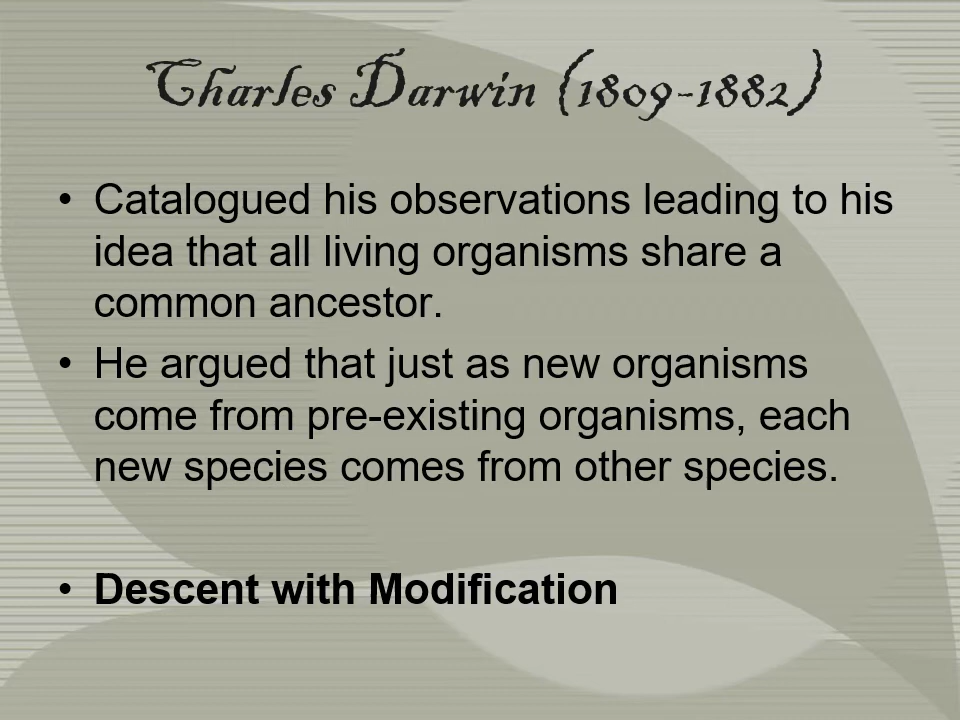 Charles Darwin (1809-1882)
• Catalogued his observations leading to his
idea that all living organisms share a
common ancestor.
• He argued that just as new organisms
come from pre-existing organisms, each
new species comes from other species.
• Descent with Modification